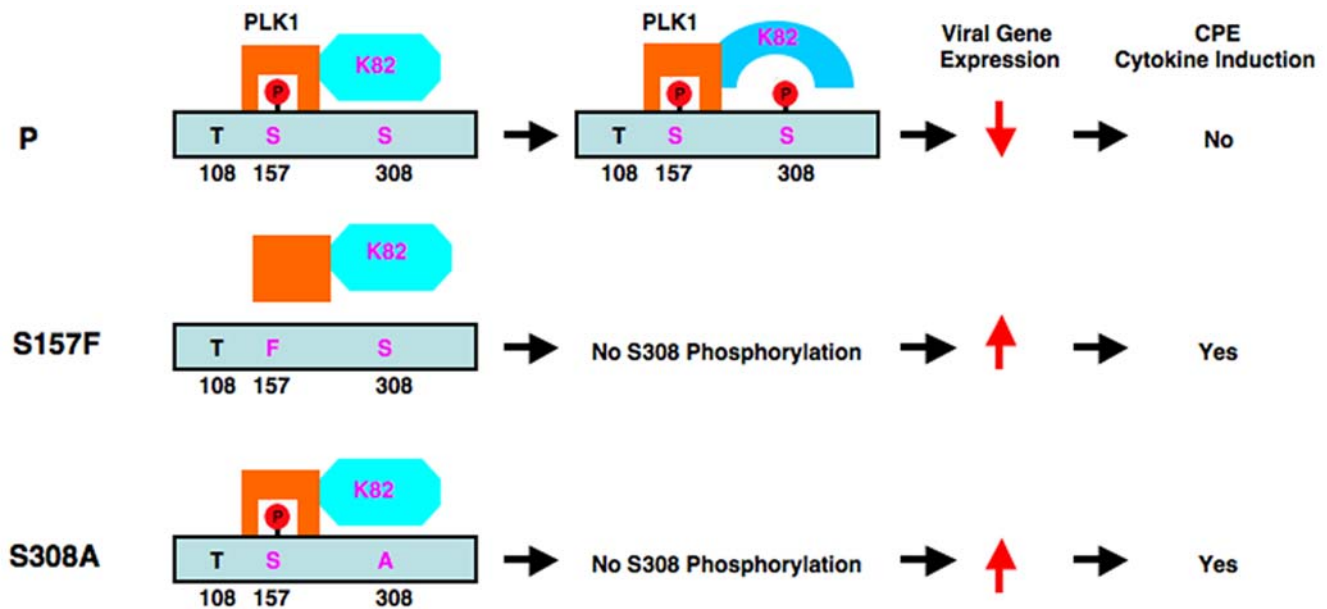 PLK1
K82
P
T S S
108 157 308
P
PLK1
K82
P P
T S S
108 157 308
Viral Gene
Expression
CPE
Cytokine Induction
No
S157F
K82
T F S
108 157 308
No S308 Phosphorylation
Yes
S308A
K82
P
T S A
108 157 308
No S308 Phosphorylation
Yes